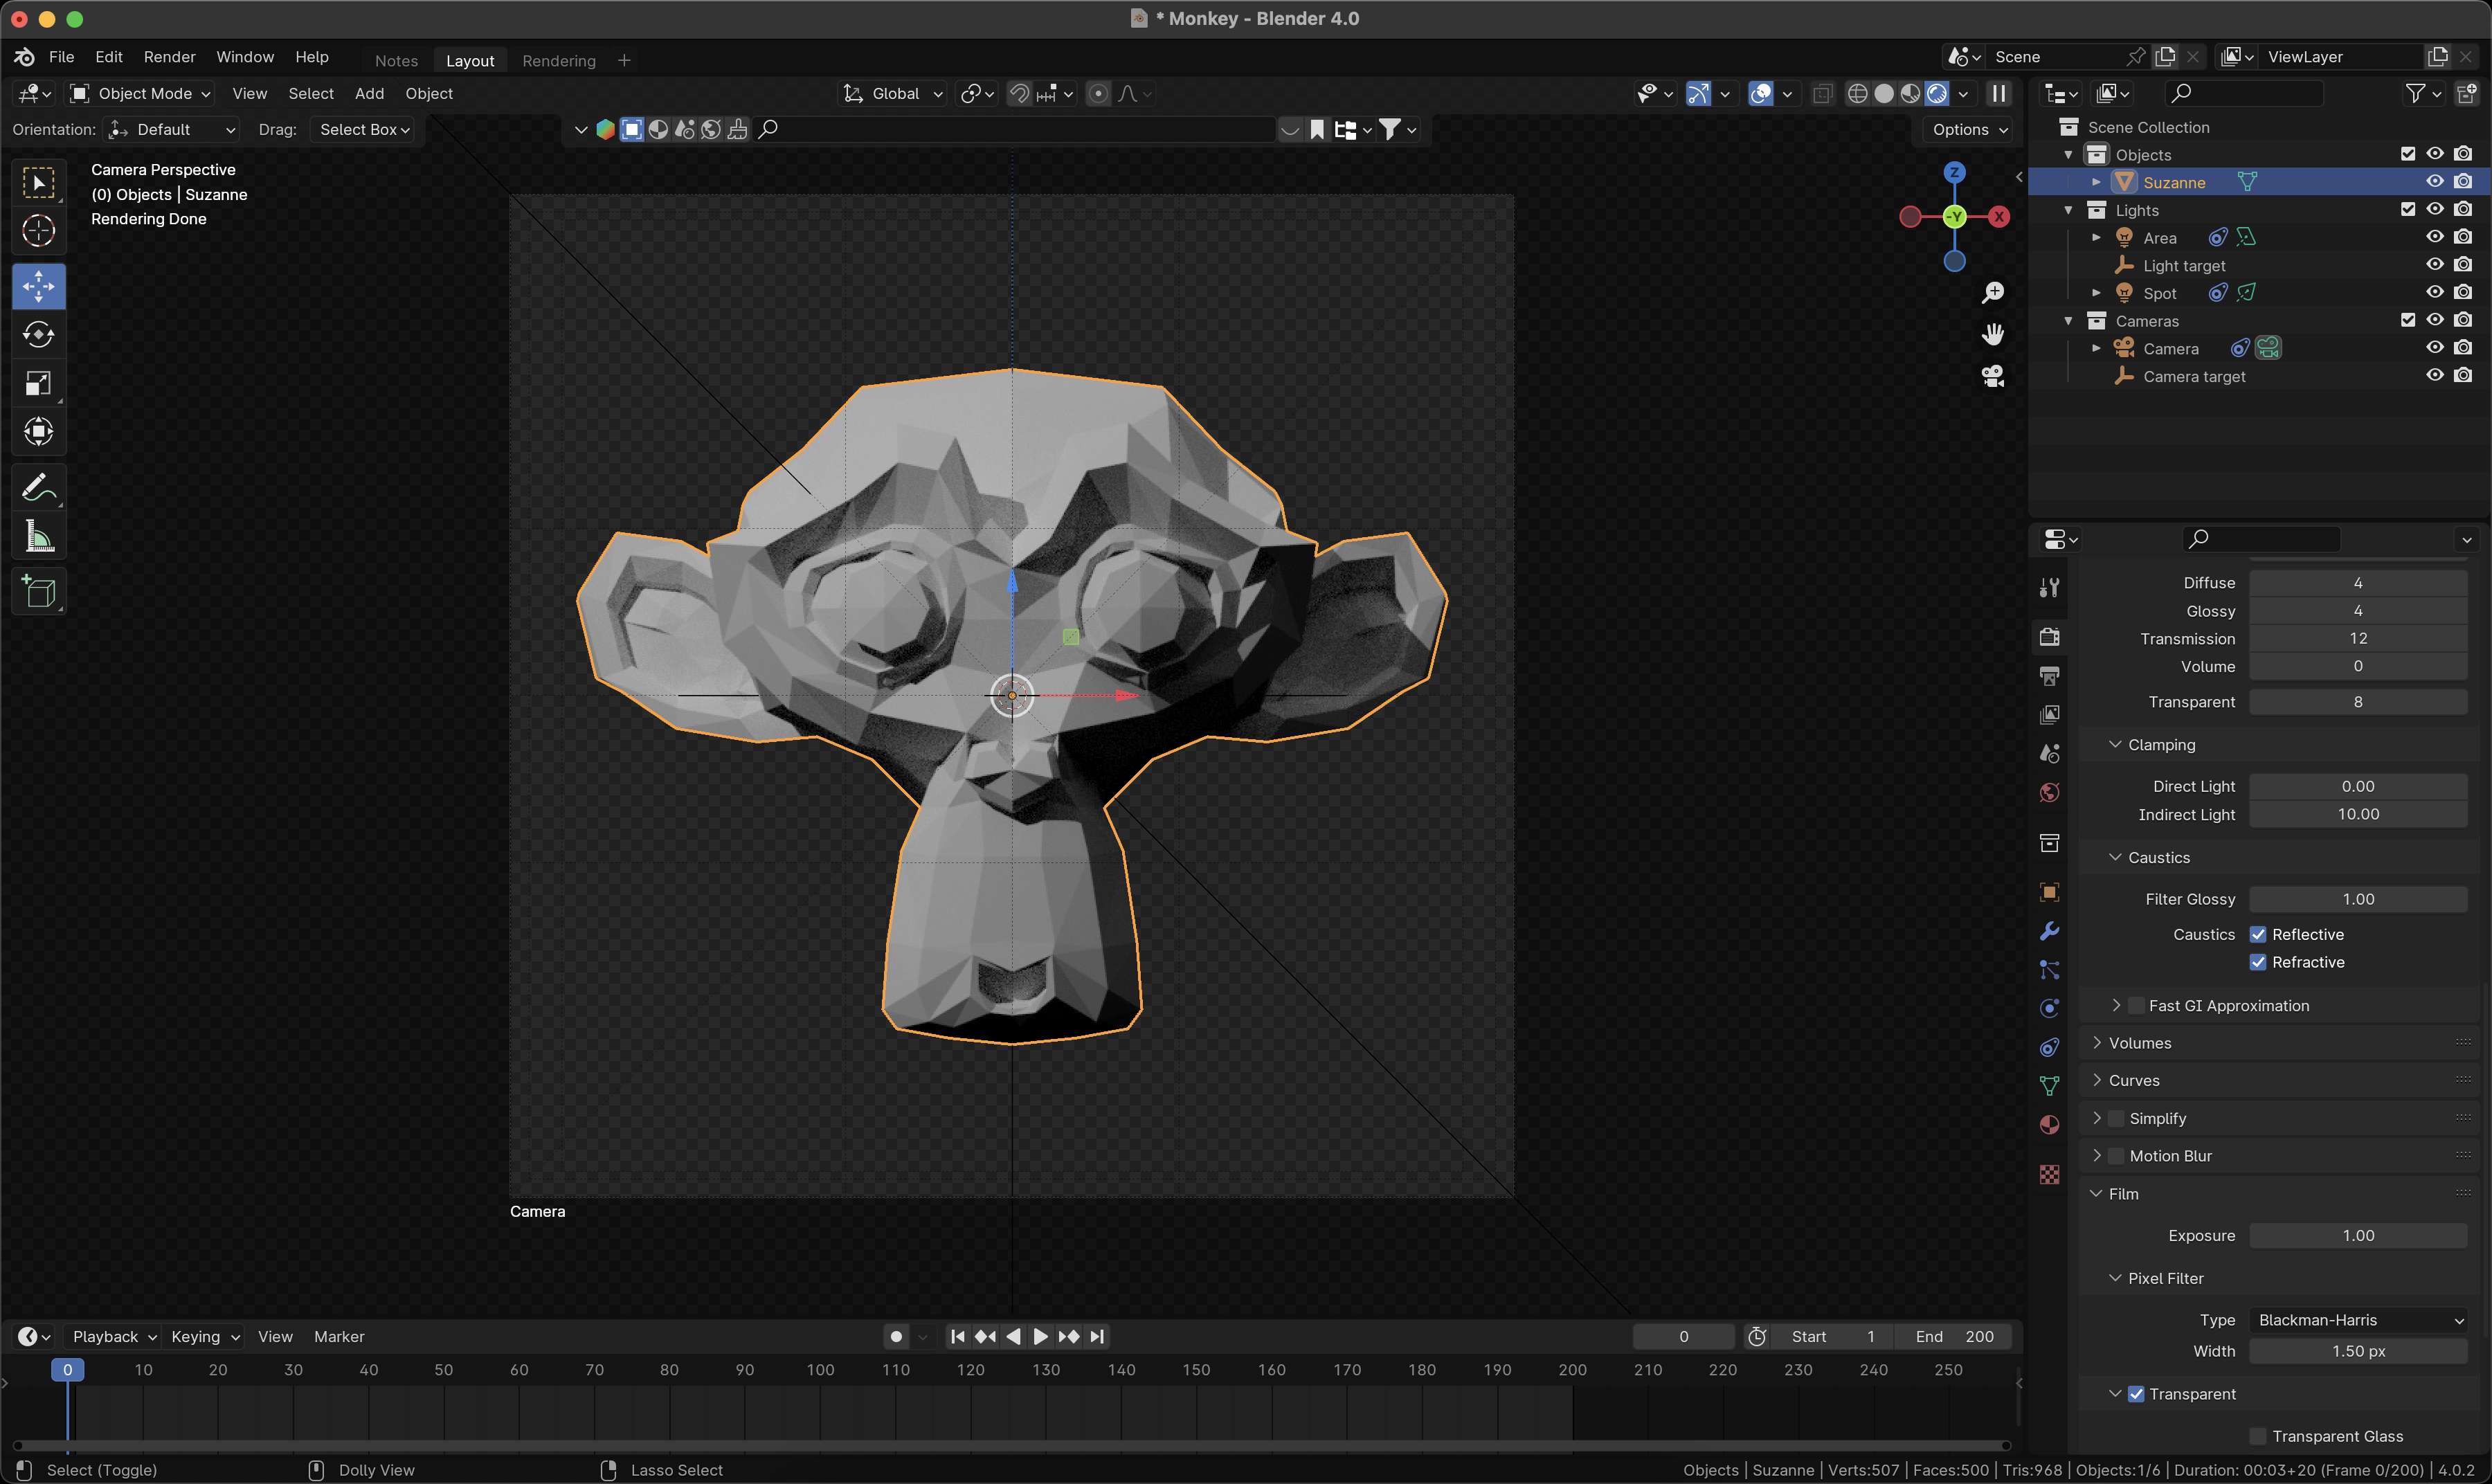 * Monkey - Blender 4.0
File Edit Render Window Help Notes Layout Rendering + Scene ViewLayer
Object Mode View Select Add Object Global
Orientation: Default Drag: Select Box Options
Camera Perspective
(0) Objects | Suzanne
Rendering Done
Z
-Y
X
Camera
Scene Collection
Objects
Suzanne
Lights
Area
Light target
Spot
Cameras
Camera
Camera target
Diffuse 4
Glossy 4
Transmission 12
Volume 0
Transparent 8
Clamping
Direct Light 0.00
Indirect Light 10.00
Caustics
Filter Glossy 1.00
Caustics Reflective
Refractive
Fast GI Approximation
Volumes
Curves
Simplify
Motion Blur
Film
Exposure 1.00
Pixel Filter
Type Blackman-Harris
Width 1.50 px
Transparent
Transparent Glass
Playback Keying View Marker 0 Start 1 End 200
0 10 20 30 40 50 60 70 80 90 100 110 120 130 140 150 160 170 180 190 200 210 220 230 240 250
Select (Toggle) Dolly View Lasso Select Objects | Suzanne | Verts:507 | Faces:500 | Tris:968 | Objects:1/6 | Duration: 00:03+20 (Frame 0/200) | 4.0.2